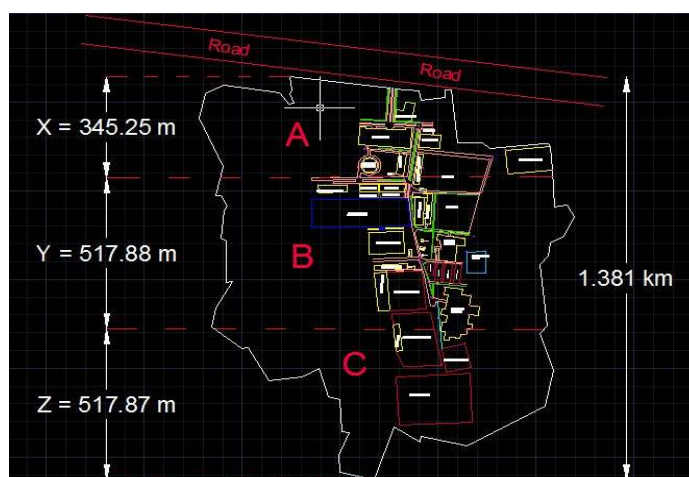 Road
Road
X = 345.25 m
A
Y = 517.88 m
B
1.381 km
C
Z = 517.87 m